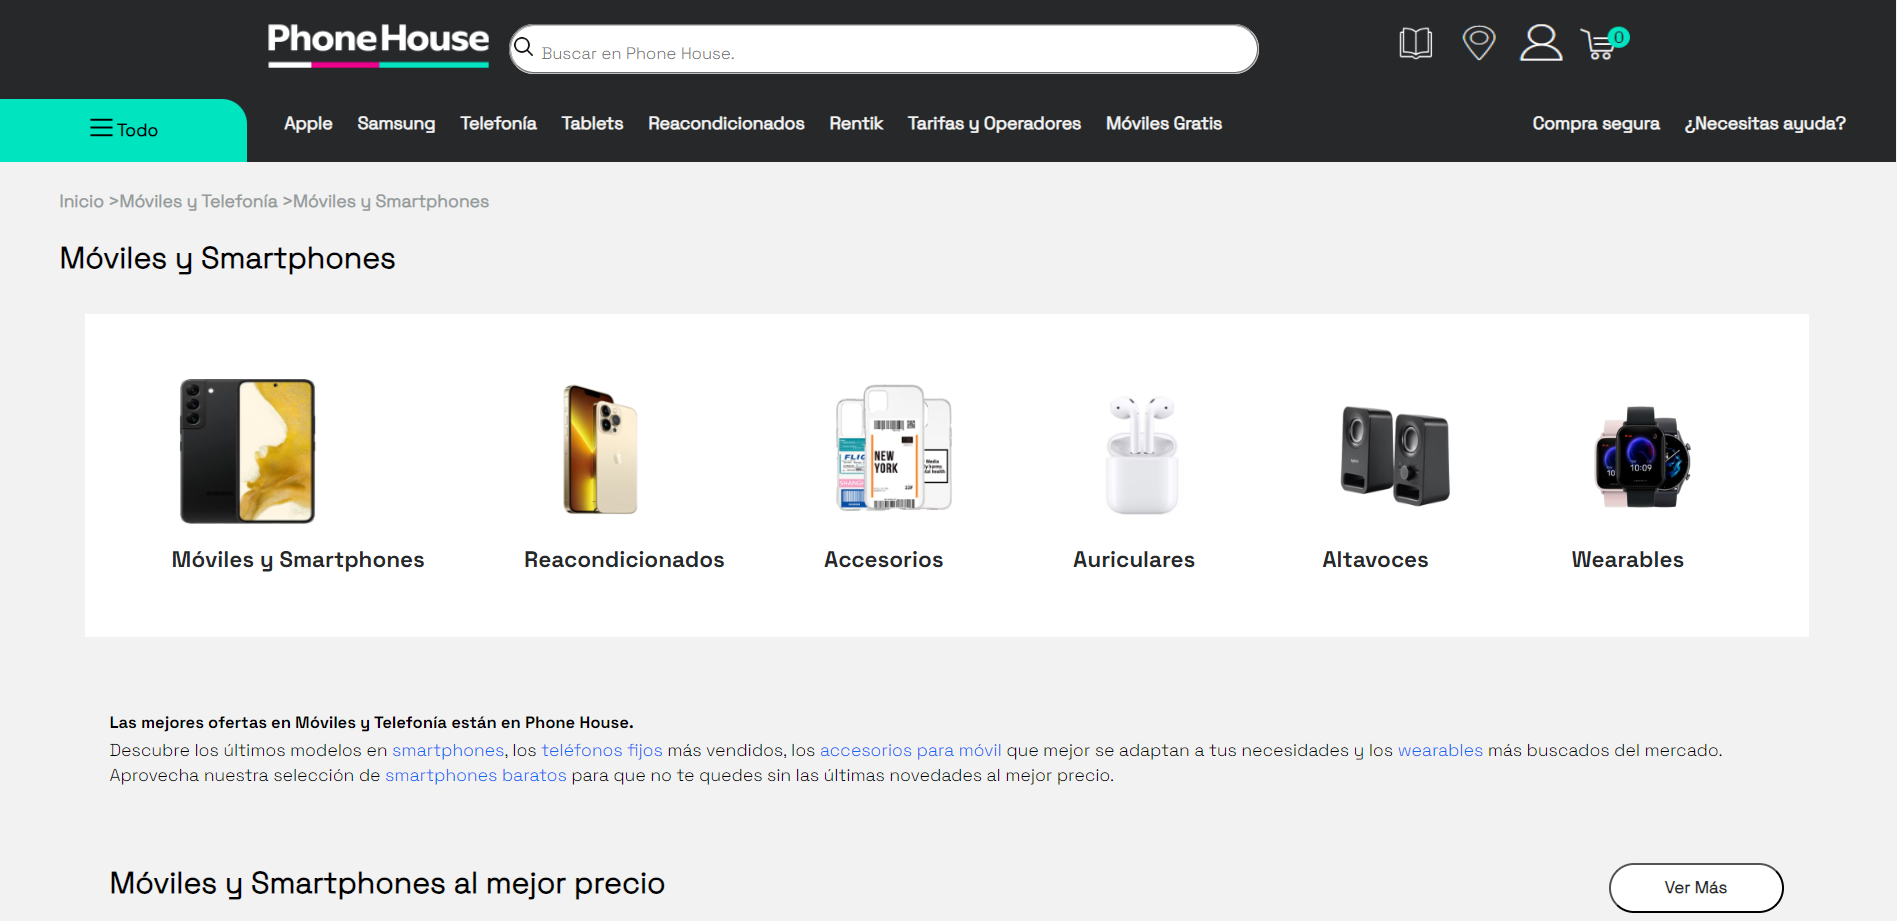 Phone House
Buscar en Phone House.
0
Todo
Apple Samsung Telefonía Tablets Reacondicionados Rentik Tarifas y Operadores Móviles Gratis Compra segura ¿Necesitas ayuda?
Inicio >Móviles y Telefonía >Móviles y Smartphones
Móviles y Smartphones
NEW
YORK
10:09
Móviles y Smartphones Reacondicionados Accesorios Auriculares Altavoces Wearables
Las mejores ofertas en Móviles y Telefonía están en Phone House.
Descubre los últimos modelos en smartphones, los teléfonos fijos más vendidos, los accesorios para móvil que mejor se adaptan a tus necesidades y los wearables más buscados del mercado.
Aprovecha nuestra selección de smartphones baratos para que no te quedes sin las últimas novedades al mejor precio.
Móviles y Smartphones al mejor precio
Ver Más